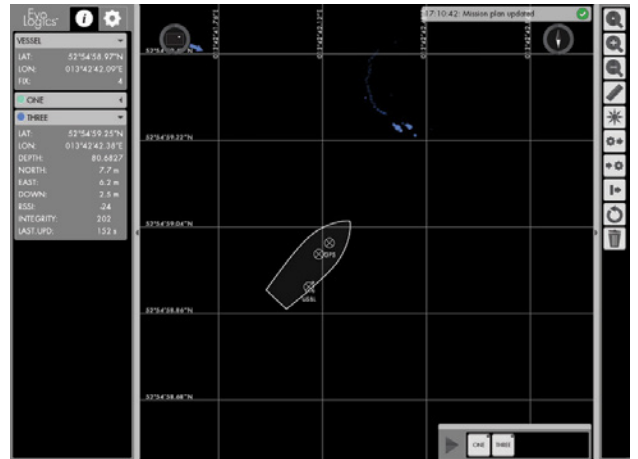 Evo
Logics®
VESSEL
LAT: 52°54'58.97"N
LON: 013°42'42.09"E
FIX: 4
ONE
THREE
LAT: 52°54'59.25"N
LON: 013°42'42.38"E
DEPTH: 80.6827
NORTH: 7.7 m
EAST: 6.2 m
DOWN: 2.5 m
RSSI: -24
INTEGRITY: 202
LAST.UPD: 152 s
17:10:42: Mission plan updated
52°54'59.22"N
52°54'59.04"N
52°54'58.86"N
52°54'58.68"N
GPS
USBL
ONE
THREE